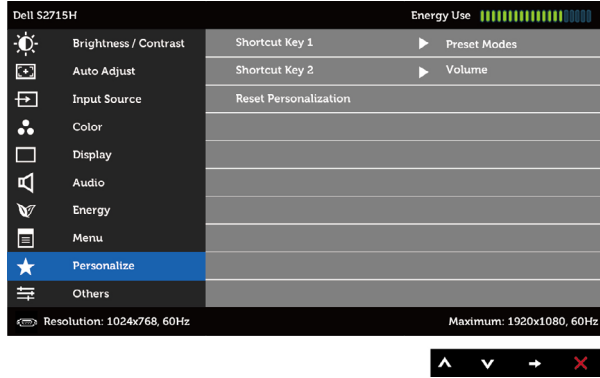 Dell S2715H Energy Use
Brightness / Contrast Shortcut Key 1 Preset Modes
Auto Adjust Shortcut Key 2 Volume
Input Source Reset Personalization
Color
Display
Audio
Energy
Menu
Personalize
Others
Resolution: 1024x768, 60Hz Maximum: 1920x1080, 60Hz